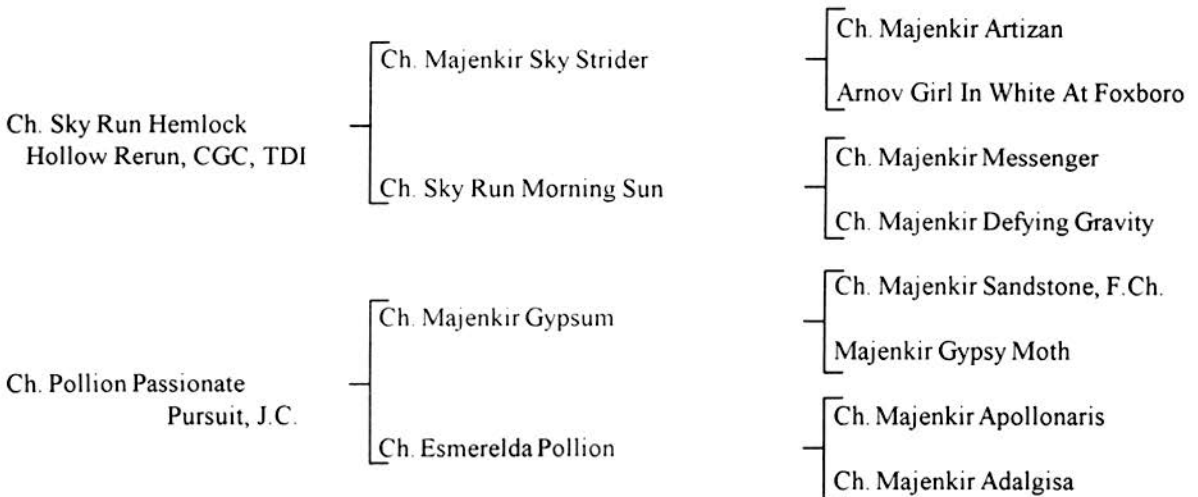 Ch. Majenkir Artizan
Ch. Majenkir Sky Strider
Arnov Girl In White At Foxboro
Ch. Sky Run Hemlock
Hollow Rerun, CGC, TDI
Ch. Majenkir Messenger
Ch. Sky Run Morning Sun
Ch. Majenkir Defying Gravity
Ch. Majenkir Sandstone, F.Ch.
Ch. Majenkir Gypsum
Majenkir Gypsy Moth
Ch. Pollion Passionate
Pursuit, J.C.
Ch. Majenkir Apollonaris
Ch. Esmerelda Pollion
Ch. Majenkir Adalgisa